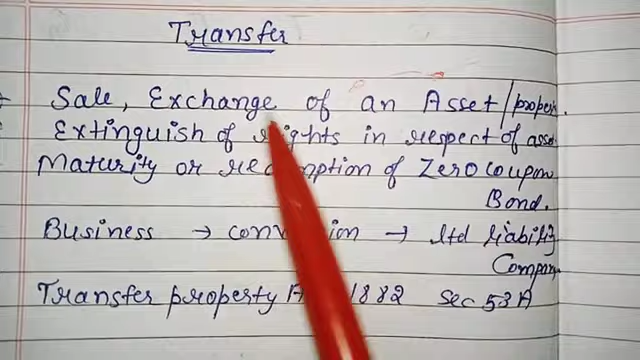 Transfer
Sale, Exchange of an Asset/proper.
Extinguish of rights in respect of asset
Maturity or redemption of Zero coupon
Bond.
Business → conversion → ltd liability
Company.
Transfer property 1882 Sec 53A